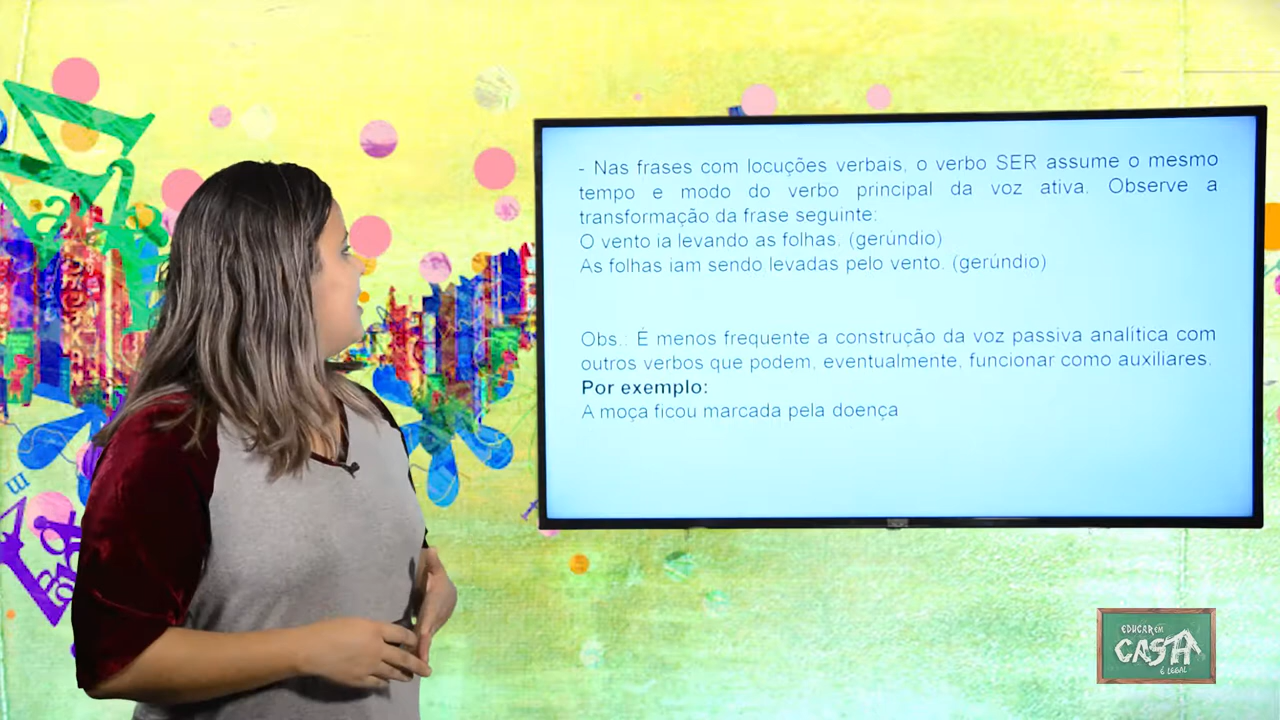 - Nas frases com locuções verbais, o verbo SER assume o mesmo
tempo e modo do verbo principal da voz ativa. Observe a
transformação da frase seguinte:
O vento ia levando as folhas. (gerúndio)
As folhas iam sendo levadas pelo vento. (gerúndio)
Obs.: É menos frequente a construção da voz passiva analítica com
outros verbos que podem, eventualmente, funcionar como auxiliares.
Por exemplo:
A moça ficou marcada pela doença
EDUCAR EM
CASA
É LEGAL